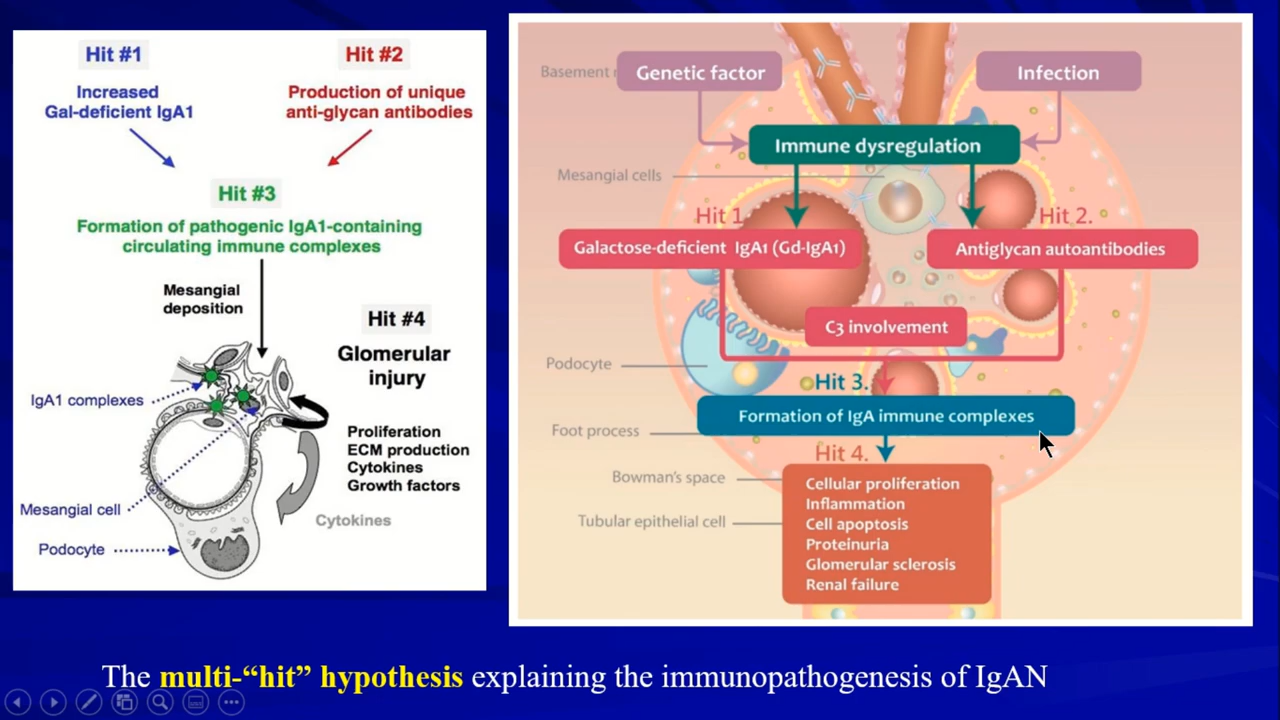 Hit #1
Increased
Gal-deficient IgA1
Hit #2
Production of unique
anti-glycan antibodies
Hit #3
Formation of pathogenic IgA1-containing
circulating immune complexes
Mesangial
deposition
Hit #4
Glomerular
injury
IgA1 complexes
Proliferation
ECM production
Cytokines
Growth factors
Mesangial cell
Cytokines
Podocyte
Basement
Genetic factor
Infection
Immune dysregulation
Mesangial cells
Hit 1
Hit 2.
Galactose-deficient IgA1 (Gd-IgA1)
Antiglycan autoantibodies
C3 involvement
Podocyte
Hit 3.
Formation of IgA immune complexes
Foot process
Hit 4.
Bowman's space
Tubular epithelial cell
Cellular proliferation
Inflammation
Cell apoptosis
Proteinuria
Glomerular sclerosis
Renal failure
The multi-“hit” hypothesis explaining the immunopathogenesis of IgAN